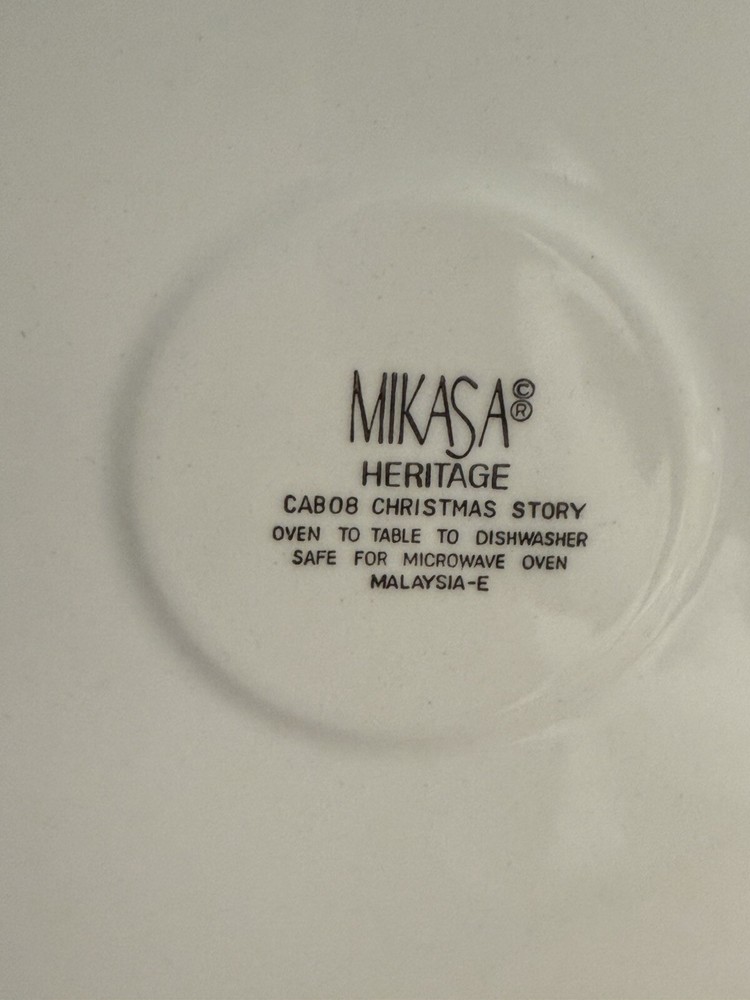 MIKASA©®
HERITAGE
CAB08 CHRISTMAS STORY
OVEN TO TABLE TO DISHWASHER
SAFE FOR MICROWAVE OVEN
MALAYSIA-E